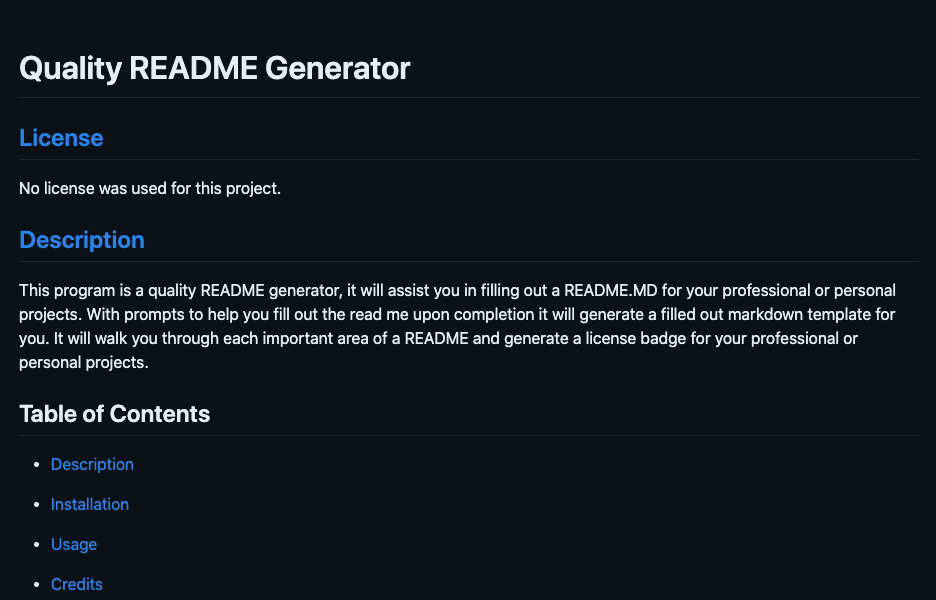 Quality README Generator
License
No license was used for this project.
Description
This program is a quality README generator, it will assist you in filling out a README.MD for your professional or personal
projects. With prompts to help you fill out the read me upon completion it will generate a filled out markdown template for
you. It will walk you through each important area of a README and generate a license badge for your professional or
personal projects.
Table of Contents
Description
Installation
Usage
Credits